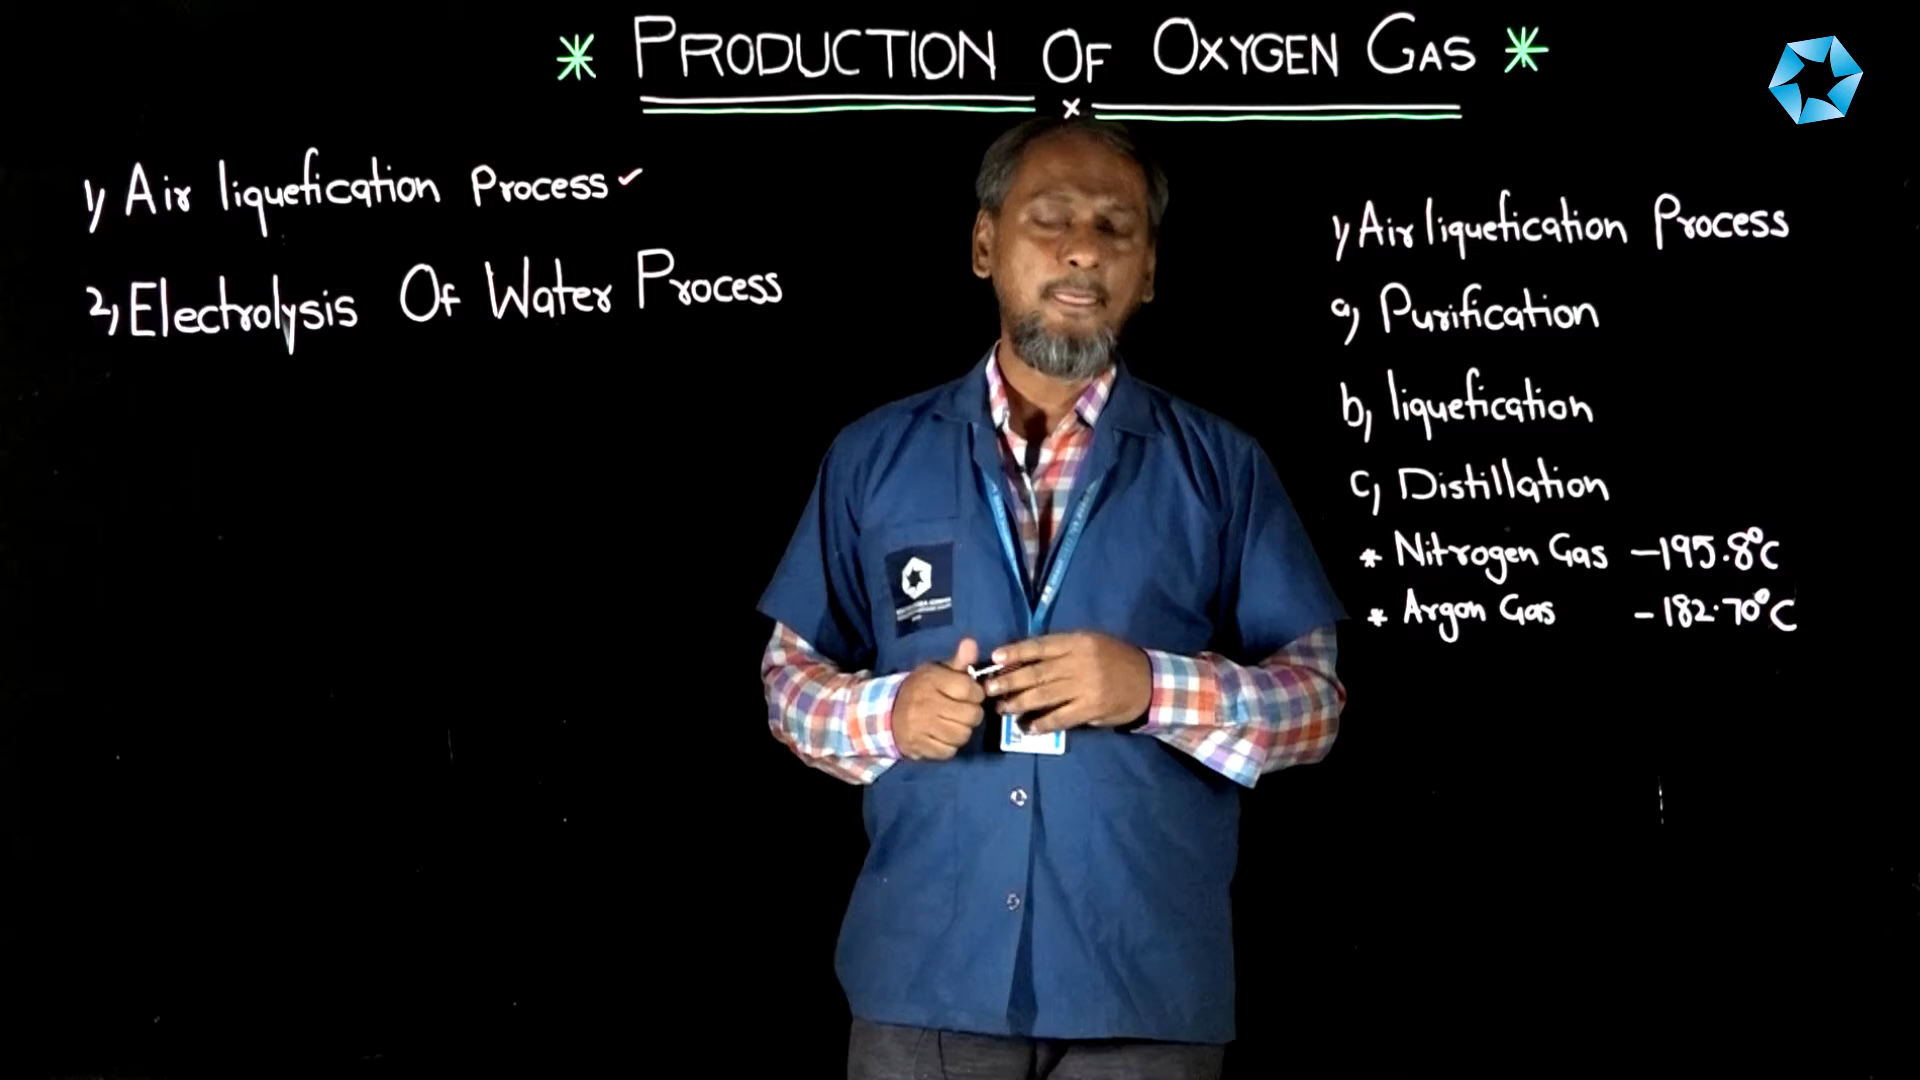 * PRODUCTION OF OXYGEN GAS *
x
1) Air liquefication Process ✓
2) Electrolysis Of Water Process
1) Air liquefication Process
a) Purification
b) liquefication
c) Distillation
* Nitrogen Gas -195.8°C
* Argon Gas -182.70°C